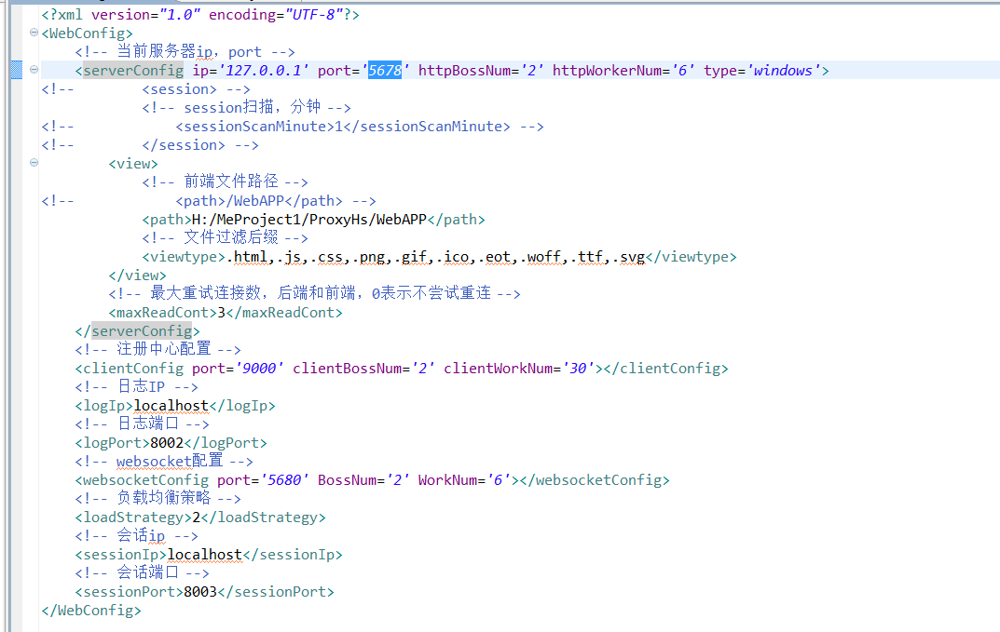 <?xml version="1.0" encoding="UTF-8"?>
<WebConfig>
<!-- 当前服务器ip，port -->
<serverConfig ip='127.0.0.1' port='5678' httpBossNum='2' httpWorkerNum='6' type='windows'>
<!-- <session> -->
<!-- session扫描，分钟 -->
<!-- <sessionScanMinute>1</sessionScanMinute> -->
<!-- </session> -->
<view>
<!-- 前端文件路径 -->
<!-- <path>/WebAPP</path> -->
<path>H:/MeProject1/ProxyHs/WebAPP</path>
<!-- 文件过滤后缀 -->
<viewtype>.html,.js,.css,.png,.gif,.ico,.eot,.woff,.ttf,.svg</viewtype>
</view>
<!-- 最大重试连接数，后端和前端，0表示不尝试重连 -->
<maxReadCont>3</maxReadCont>
</serverConfig>
<!-- 注册中心配置 -->
<clientConfig port='9000' clientBossNum='2' clientWorkNum='30'></clientConfig>
<!-- 日志IP -->
<logIp>localhost</logIp>
<!-- 日志端口 -->
<logPort>8002</logPort>
<!-- websocket配置 -->
<websocketConfig port='5680' BossNum='2' WorkNum='6'></websocketConfig>
<!-- 负载均衡策略 -->
<loadStrategy>2</loadStrategy>
<!-- 会话ip -->
<sessionIp>localhost</sessionIp>
<!-- 会话端口 -->
<sessionPort>8003</sessionPort>
</WebConfig>